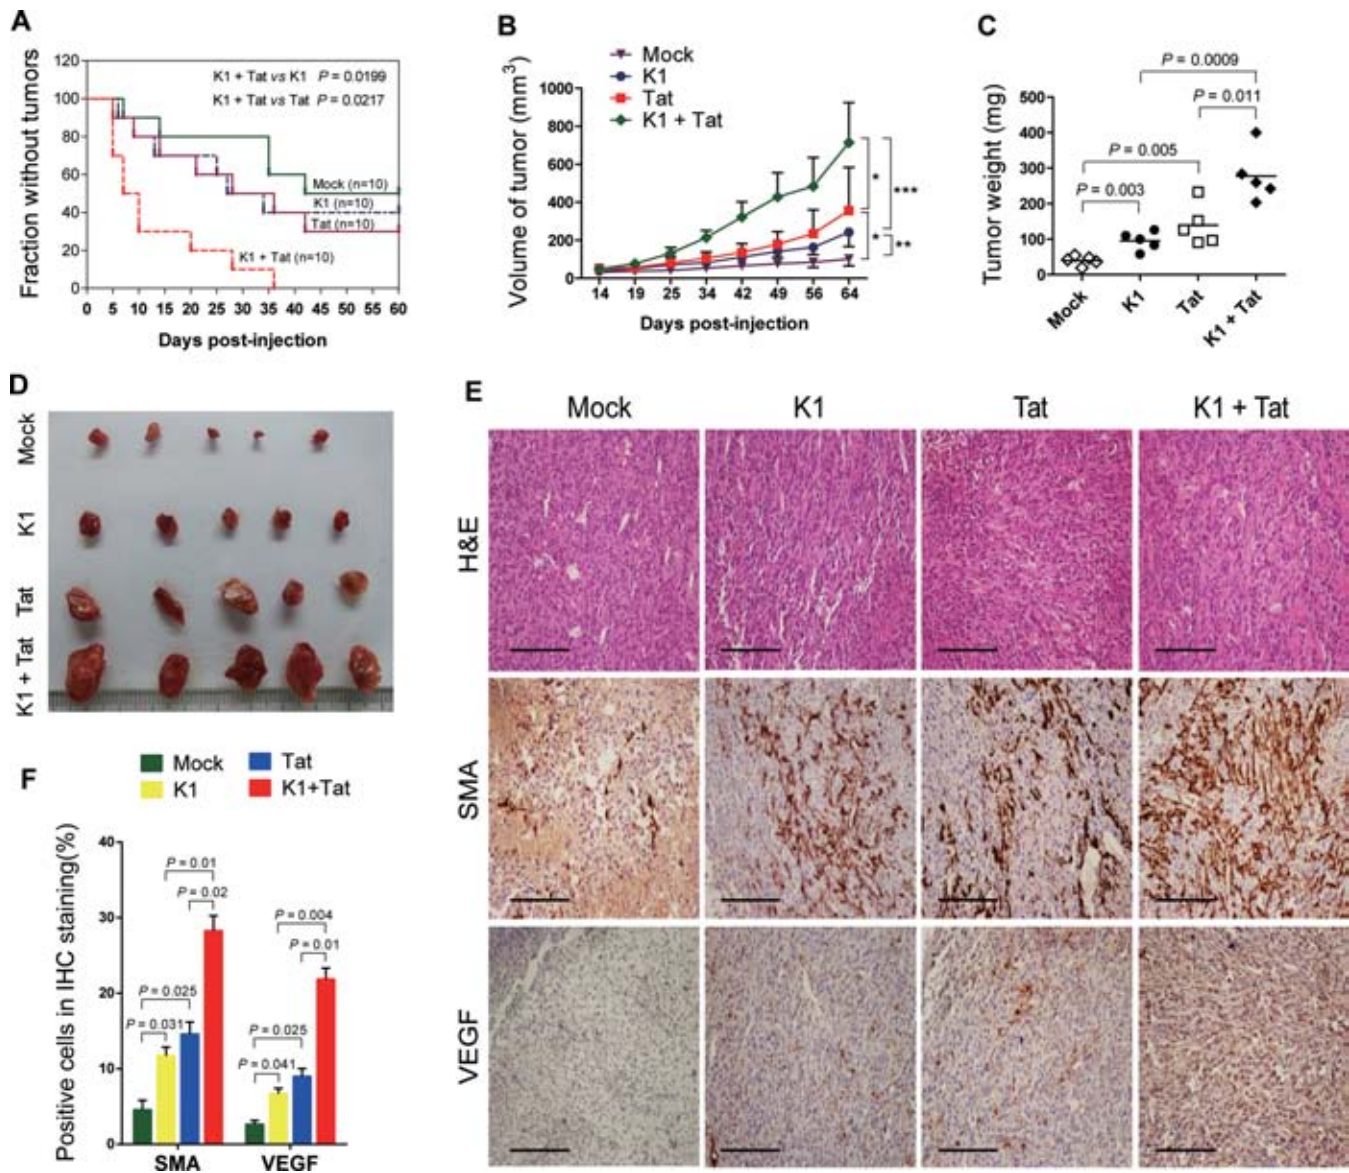 A
Fraction without tumors
120
100
80
60
40
20
0
K1 + Tat vs K1 P = 0.0199
K1 + Tat vs Tat P = 0.0217
Mock (n=10)
K1 (n=10)
Tat (n=10)
K1 + Tat (n=10)
0 5 10 15 20 25 30 35 40 45 50 55 60
Days post-injection
B
Mock
K1
Tat
K1 + Tat
Volume of tumor (mm³)
1000
800
600
400
200
0
*
***
*
**
14 19 25 34 42 49 56 64
Days post-injection
C
P = 0.0009
P = 0.011
P = 0.005
P = 0.003
Tumor weight (mg)
500
400
300
200
100
0
Mock K1 Tat K1 + Tat
D
Mock
K1
Tat
K1 + Tat
E
Mock K1 Tat K1 + Tat
H&E
SMA
VEGF
F
Mock Tat
K1 K1+Tat
Positive cells in IHC staining(%)
40
30
20
10
0
P = 0.01
P = 0.02
P = 0.025
P = 0.031
P = 0.004
P = 0.01
P = 0.025
P = 0.041
SMA VEGF